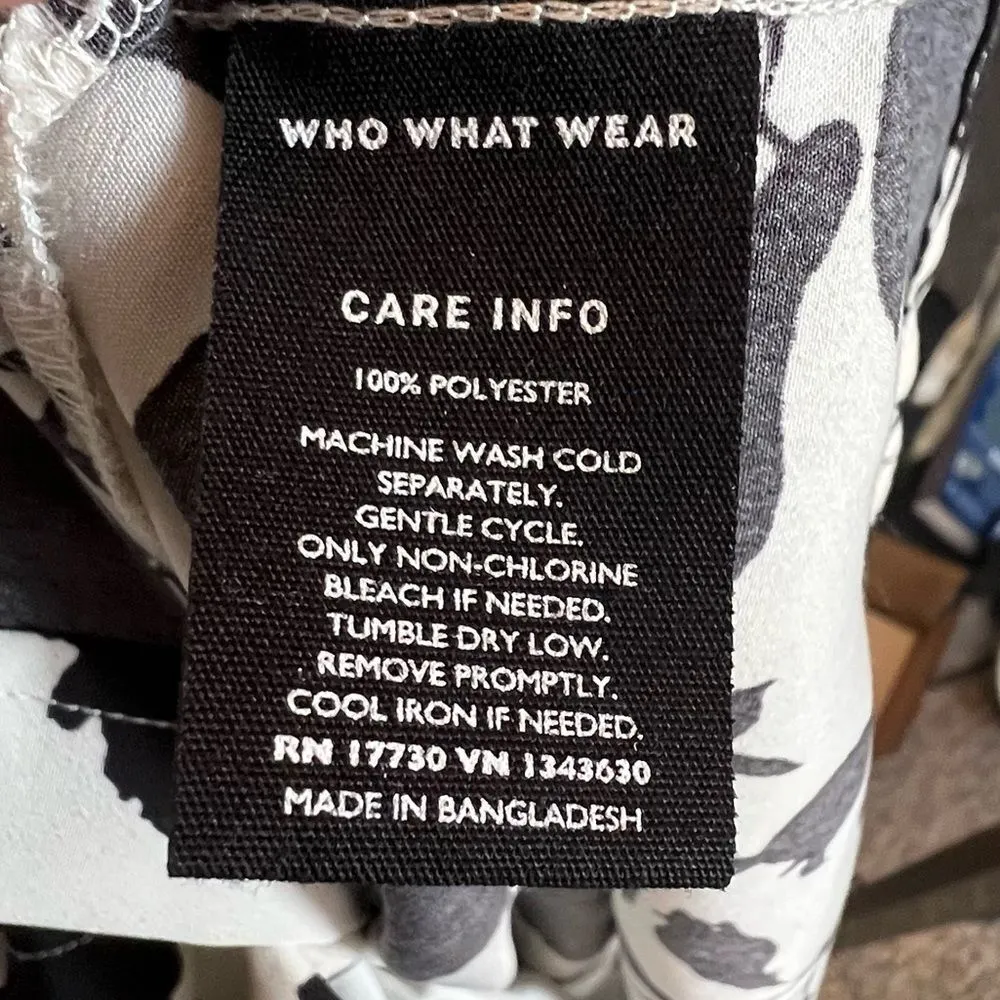 WHO WHAT WEAR
CARE INFO
100% POLYESTER
MACHINE WASH COLD
SEPARATELY.
GENTLE CYCLE.
ONLY NON-CHLORINE
BLEACH IF NEEDED.
TUMBLE DRY LOW.
REMOVE PROMPTLY.
COOL IRON IF NEEDED.
RN 17730 VN 1343630
MADE IN BANGLADESH